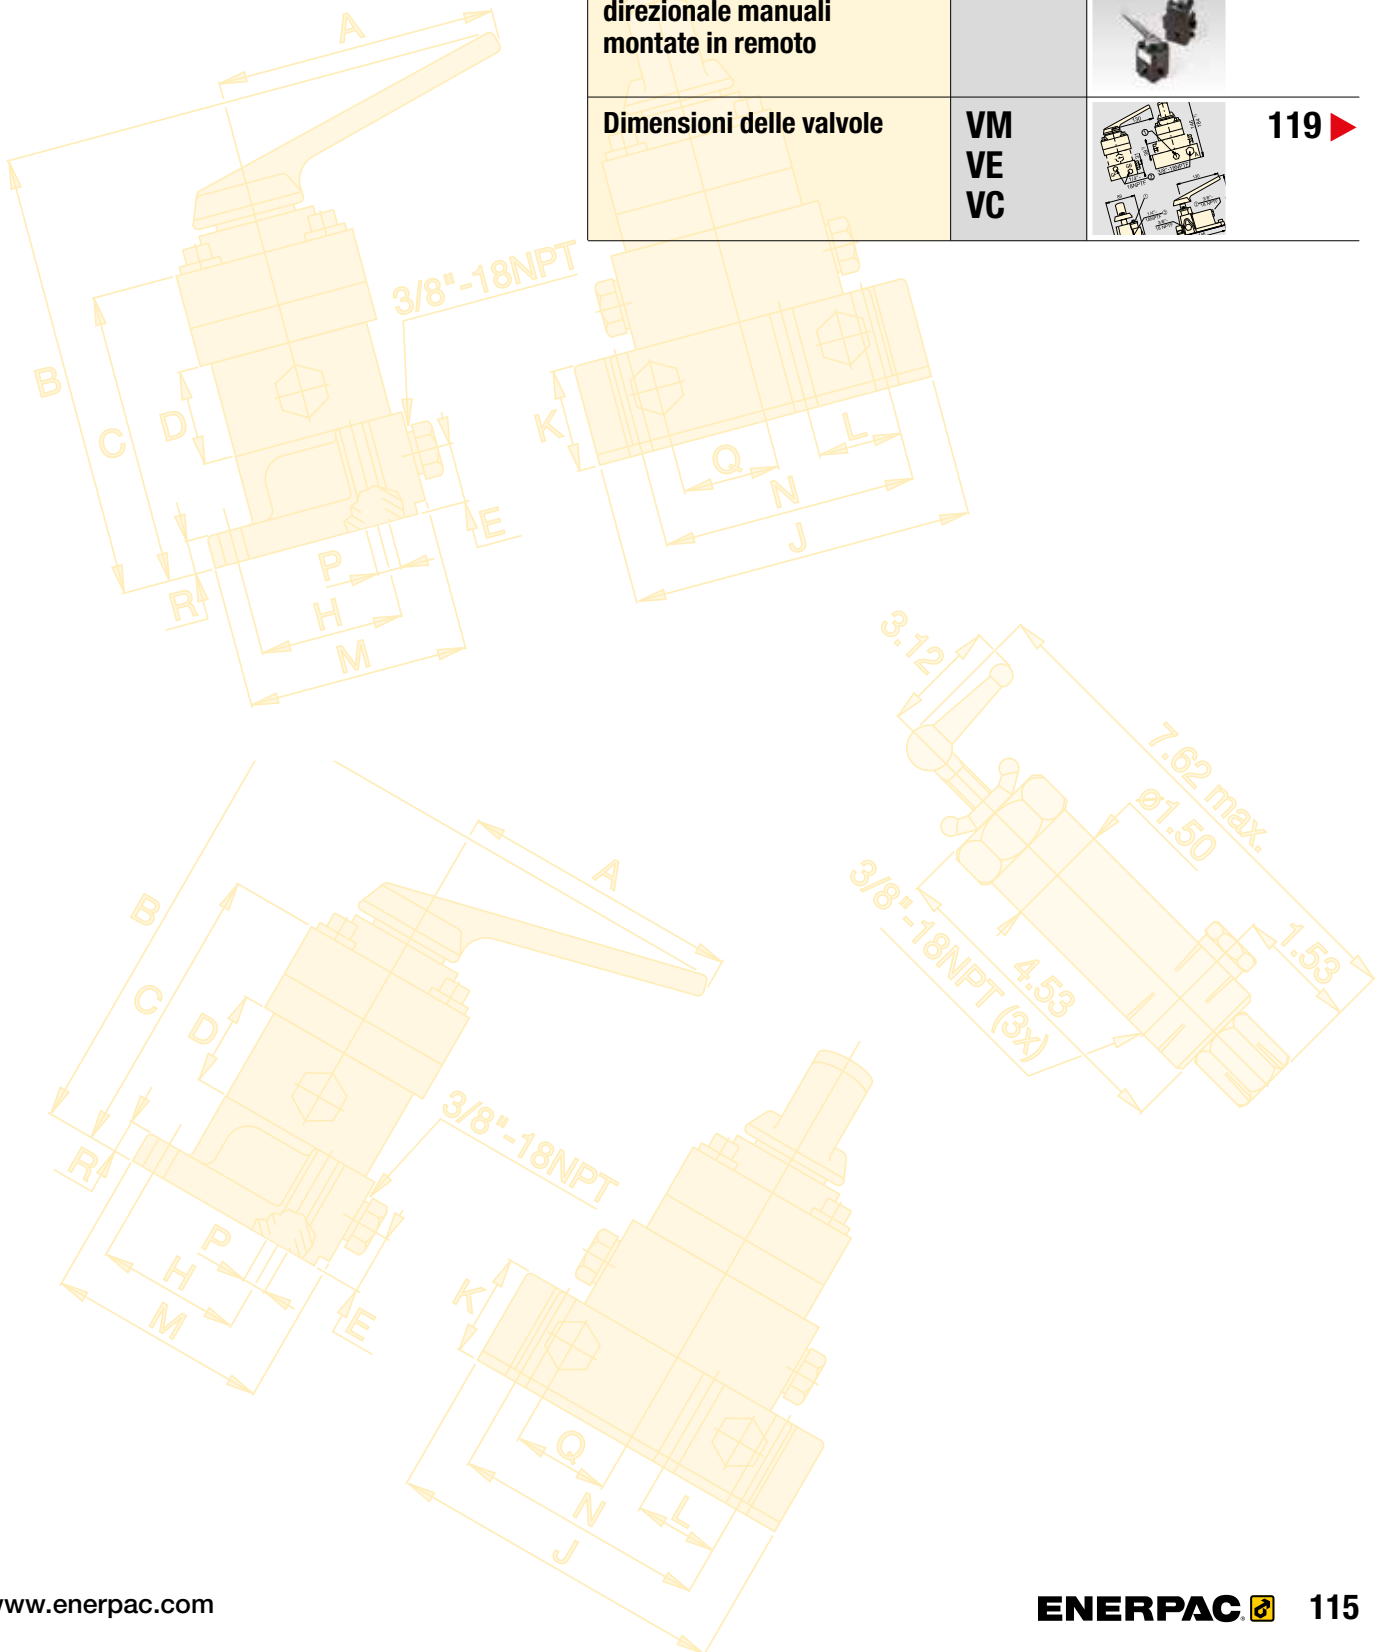 direzionale manuali
montate in remoto
Dimensioni delle valvole
VM
VE
VC
119
A
B
C
D
3/8"-18NPT
E
P
H
M
R
K
L
Q
N
J
3.12
7.62 max.
ø1.50
3/8"-18NPT (3x)
4.53
1.53
A
B
C
D
R
3/8"-18NPT
P
H
M
E
K
Q
N
L
J
www.enerpac.com
ENERPAC
115